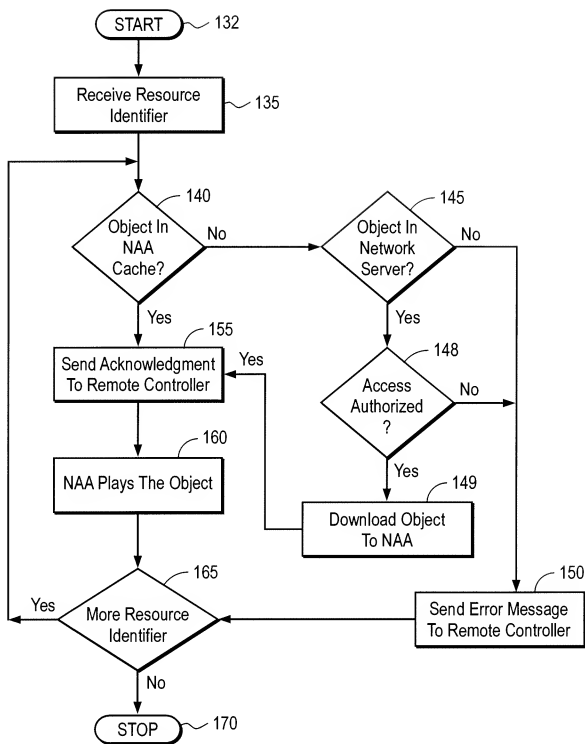 START
132
Receive Resource
Identifier
135
140
Object In
NAA
Cache?
No
Yes
145
Object In
Network
Server?
No
Yes
155
Send Acknowledgment
To Remote Controller
Yes
148
Access
Authorized
?
No
Yes
160
NAA Plays The Object
149
Download Object
To NAA
165
More Resource
Identifier
Yes
No
150
Send Error Message
To Remote Controller
STOP
170